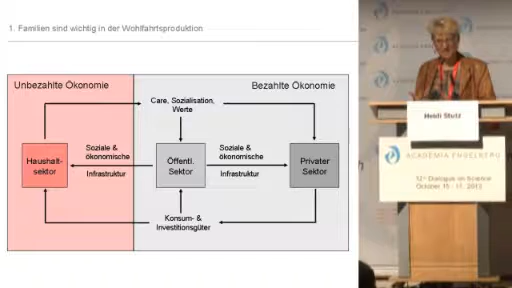 1. Familien sind wichtig in der Wohlfahrtsproduktion
Unbezahlte Ökonomie
Bezahlte Ökonomie
Care, Sozialisation,
Werte
Haushalt-
sektor
Soziale &
ökonomische
Infrastruktur
Öffentl.
Sektor
Soziale &
ökonomische
Infrastruktur
Privater
Sektor
Konsum- &
Investitionsgüter
ACADEMIA ENGELBERG
Heidi Stutz
ACADEMIA ENGELBERG
12th Dialogue on Science
October 15 - 17, 2013